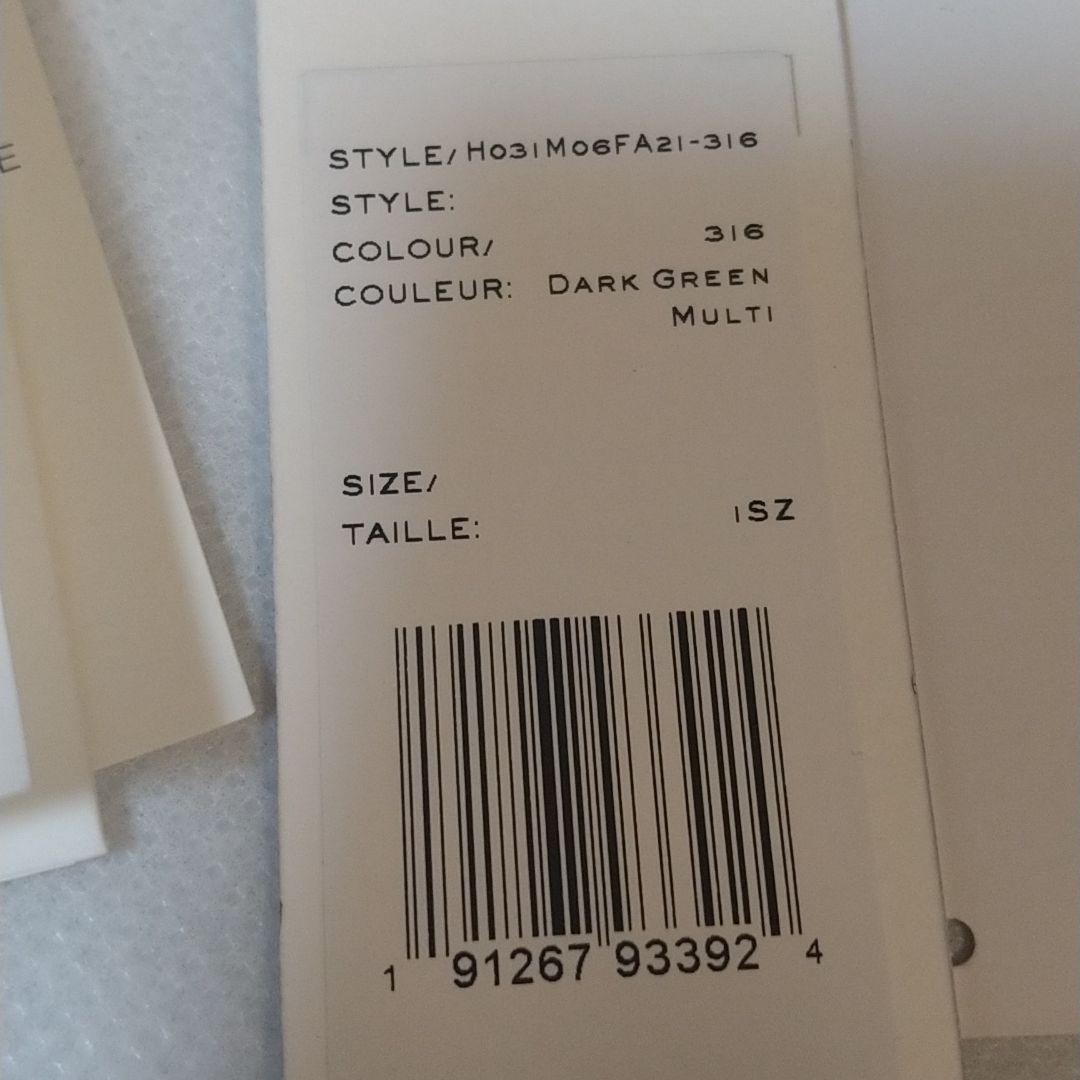 E
STYLE/ H031M06FA21-316
STYLE:
COLOUR/ 316
COULEUR: DARK GREEN
MULTI
SIZE/
TAILLE: 1SZ
1 91267 93392 4